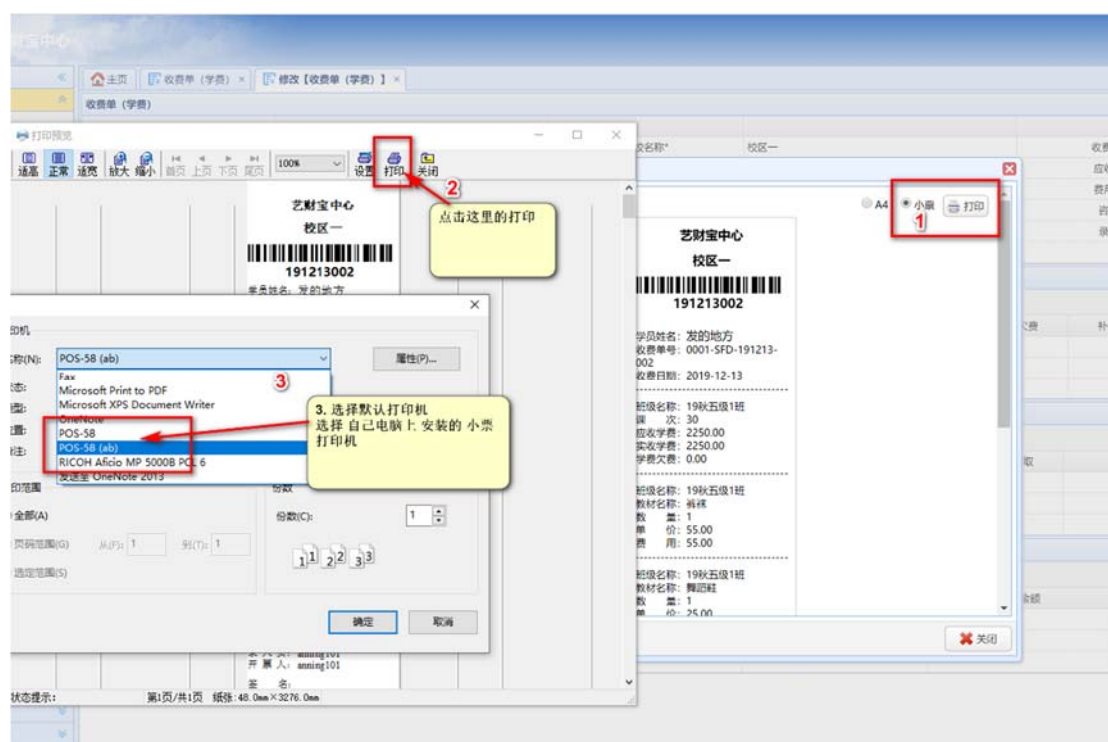 艺财宝中心
主页 收费单（学费）× 修改【收费单（学费）】×
收费单（学费）
打印预览
校区一
适高 正常 适宽 放大 缩小 首页 上页 下页 尾页 100% 设置 打印 关闭
2
点击这里的打印
A4 小票 打印
1
艺财宝中心
校区一
191213002
学员姓名：发的地方
艺财宝中心
校区一
191213002
学员姓名：发的地方
收费单号：0001-SFD-191213-
002
收费日期：2019-12-13
班级名称：19秋五级1班
课 次：30
应收学费：2250.00
实收学费：2250.00
学费欠费：0.00
班级名称：19秋五级1班
教材名称：裤袜
数 量：1
单 价：55.00
费 用：55.00
班级名称：19秋五级1班
教材名称：舞蹈鞋
数 量：1
单 价：25.00
关闭
POS-58 (ab) 属性(P)...
Fax
Microsoft Print to PDF
Microsoft XPS Document Writer
OneNote
POS-58
POS-58 (ab)
RICOH Aficio MP 5000B PCL 6
发送至 OneNote 2013
3
3. 选择默认打印机
选择 自己电脑上 安装的 小票
打印机
份数
全部(A)
份数(C): 1
页码范围(G) 从(F): 1 到(T): 1
选定范围(S)
11 22 33
确定 取消
开 票 人：anning101
签 名：
状态提示: 第1页/共1页 纸张:48.0mm×3276.0mm